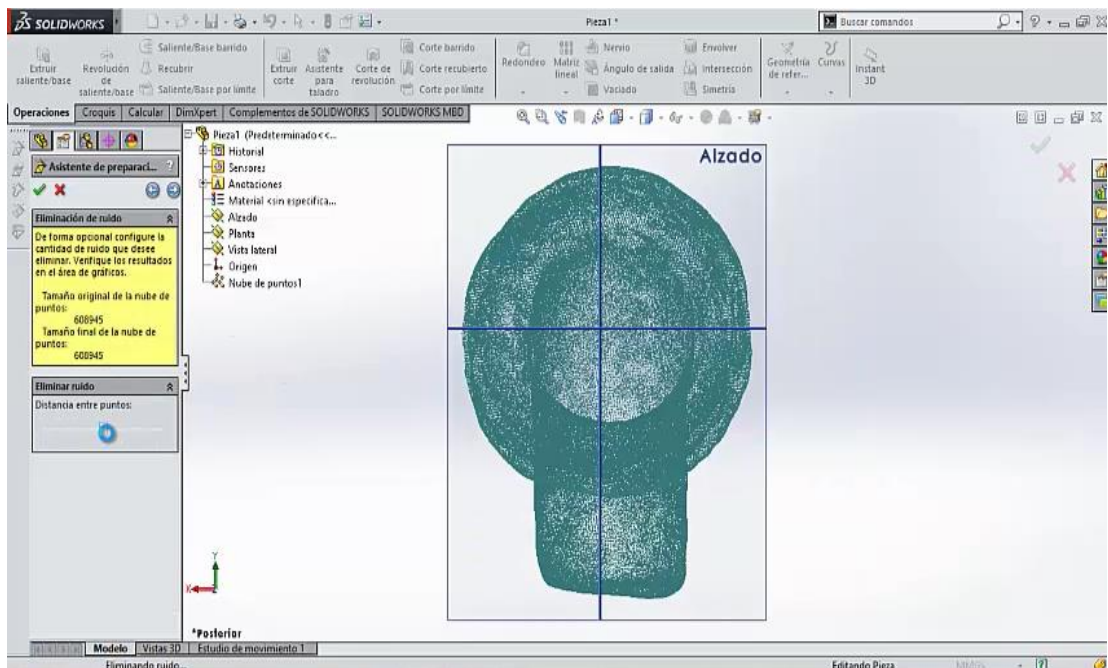 SOLIDWORKS
Pieza1 *
Buscar comandos
Extruir saliente/base
Revolución de saliente/base
Saliente/Base barrido
Recubrir
Saliente/Base por límite
Extruir corte
Asistente para taladro
Corte de revolución
Corte barrido
Corte recubierto
Corte por límite
Redondeo
Matriz lineal
Nervio
Ángulo de salida
Vaciado
Envolver
Intersección
Simetría
Geometría de refer...
Curvas
Instant 3D
Operaciones
Croquis
Calcular
DimXpert
Complementos de SOLIDWORKS
SOLIDWORKS MBD
Asistente de preparaci...
?
Eliminación de ruido
De forma opcional configure la
cantidad de ruido que desee
eliminar. Verifique los resultados
en el área de gráficos.
Tamaño original de la nube de
puntos:
608945
Tamaño final de la nube de
puntos:
608945
Eliminar ruido
Distancia entre puntos:
Pieza1 (Predeterminado<<...
Historial
Sensores
Anotaciones
Material <sin especifica...
Alzado
Planta
Vista lateral
Origen
Nube de puntos1
Alzado
Y
X
*Posterior
Modelo
Vistas 3D
Estudio de movimiento 1
Eliminando ruido...
Editando Pieza
MMGS